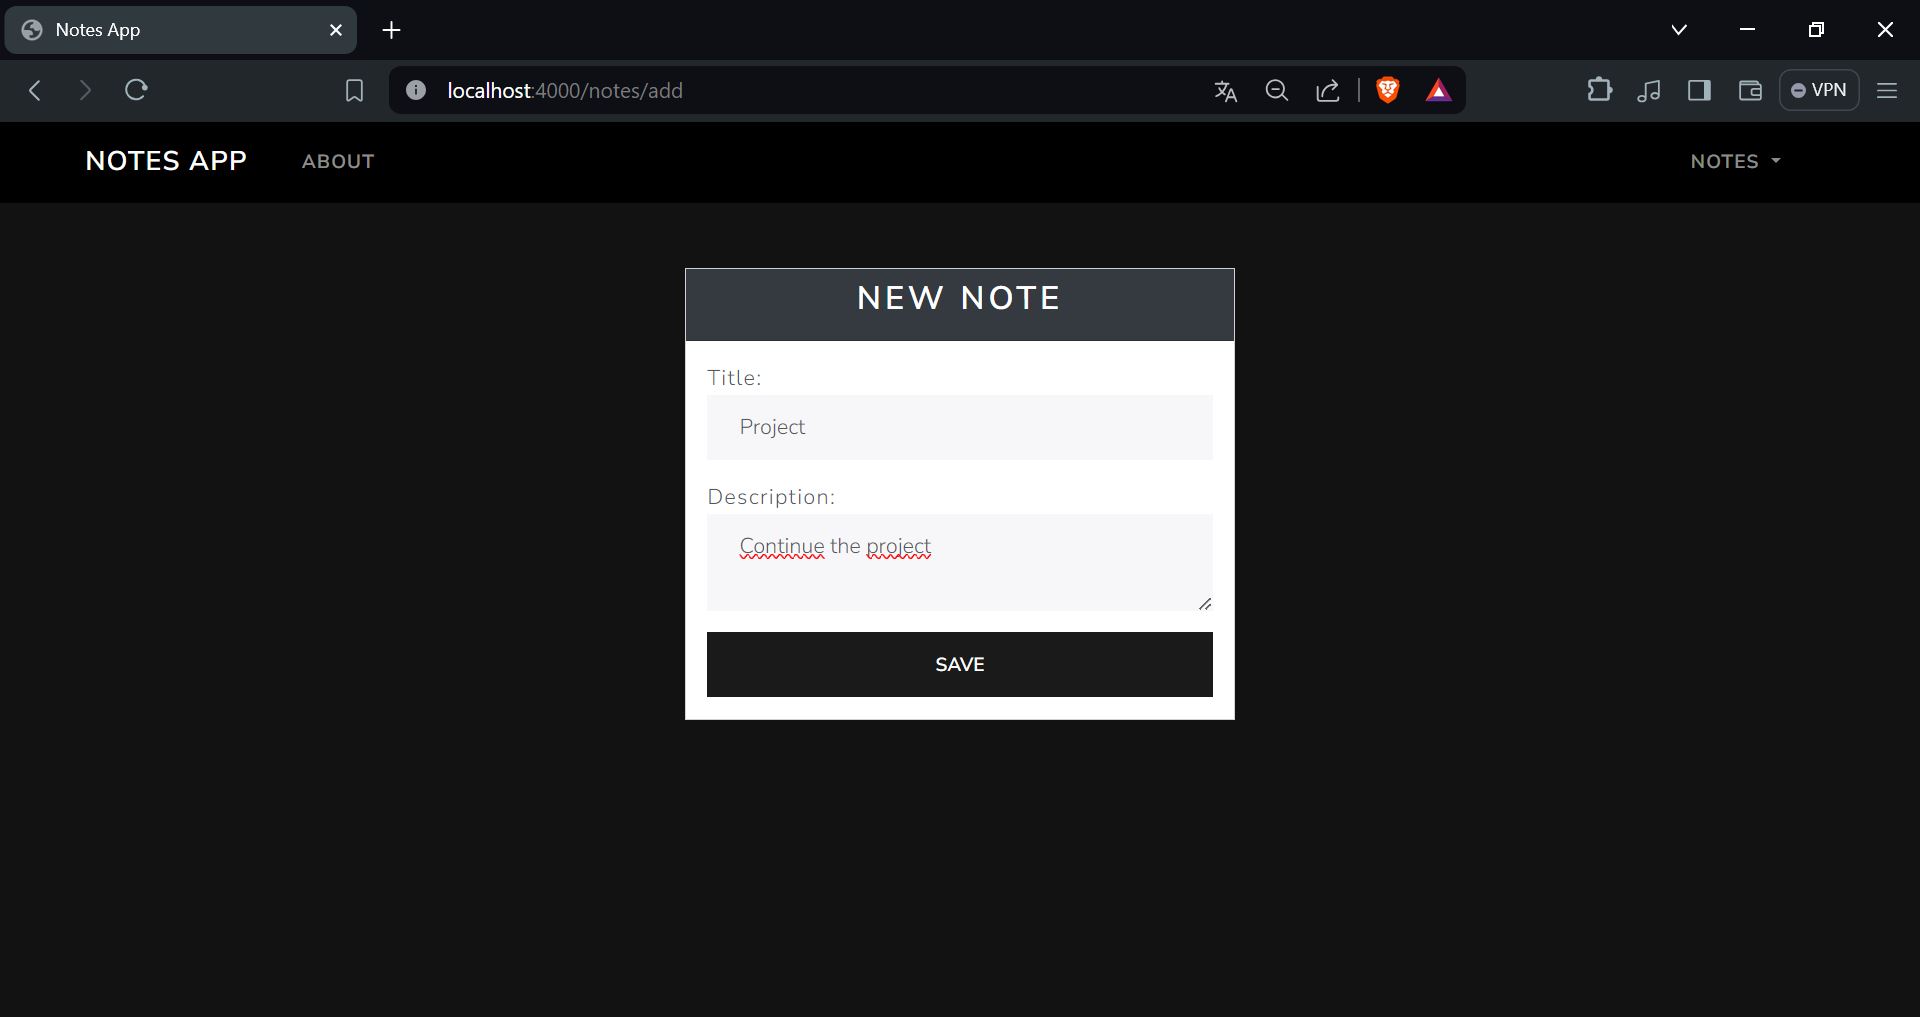 Notes App
localhost:4000/notes/add
VPN
NOTES APP ABOUT NOTES
NEW NOTE
Title:
Project
Description:
Continue the project
SAVE